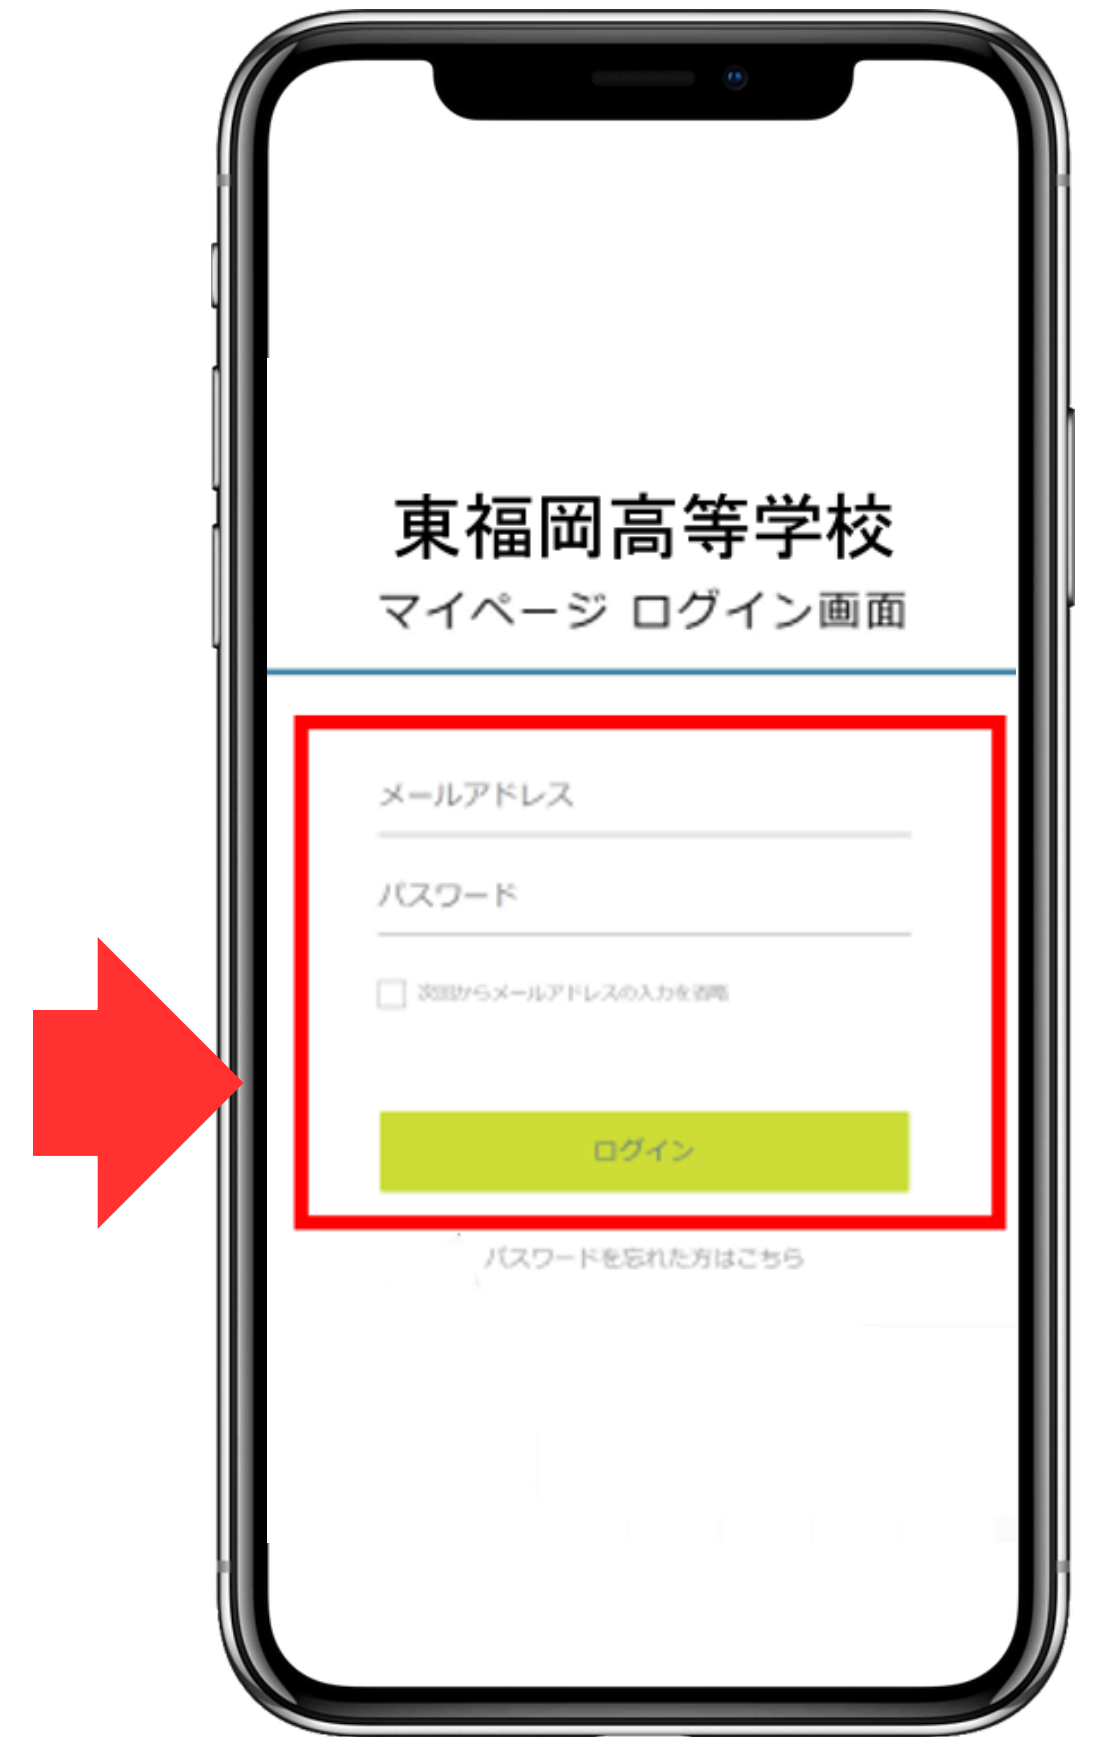 東福岡高等学校
マイページ ログイン画面
メールアドレス
パスワード
次回からメールアドレスの入力を省略
ログイン
パスワードを忘れた方はこちら